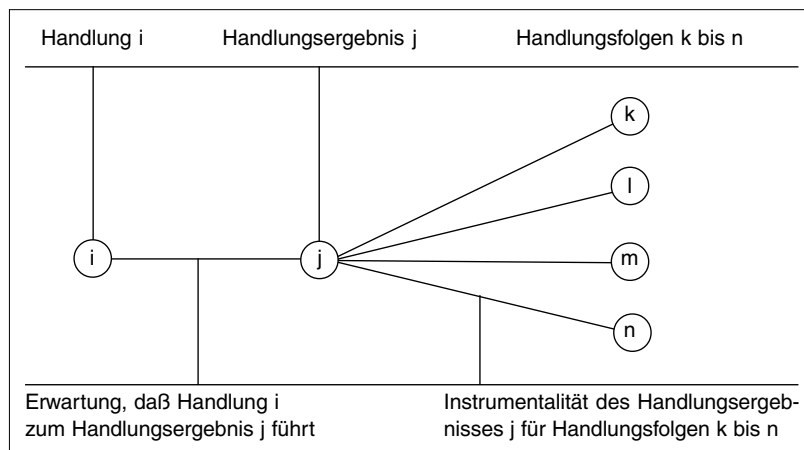 Handlung i
Handlungsergebnis j
Handlungsfolgen k bis n
k
l
i
j
m
n
Erwartung, daß Handlung i
zum Handlungsergebnis j führt
Instrumentalität des Handlungsergeb-
nisses j für Handlungsfolgen k bis n